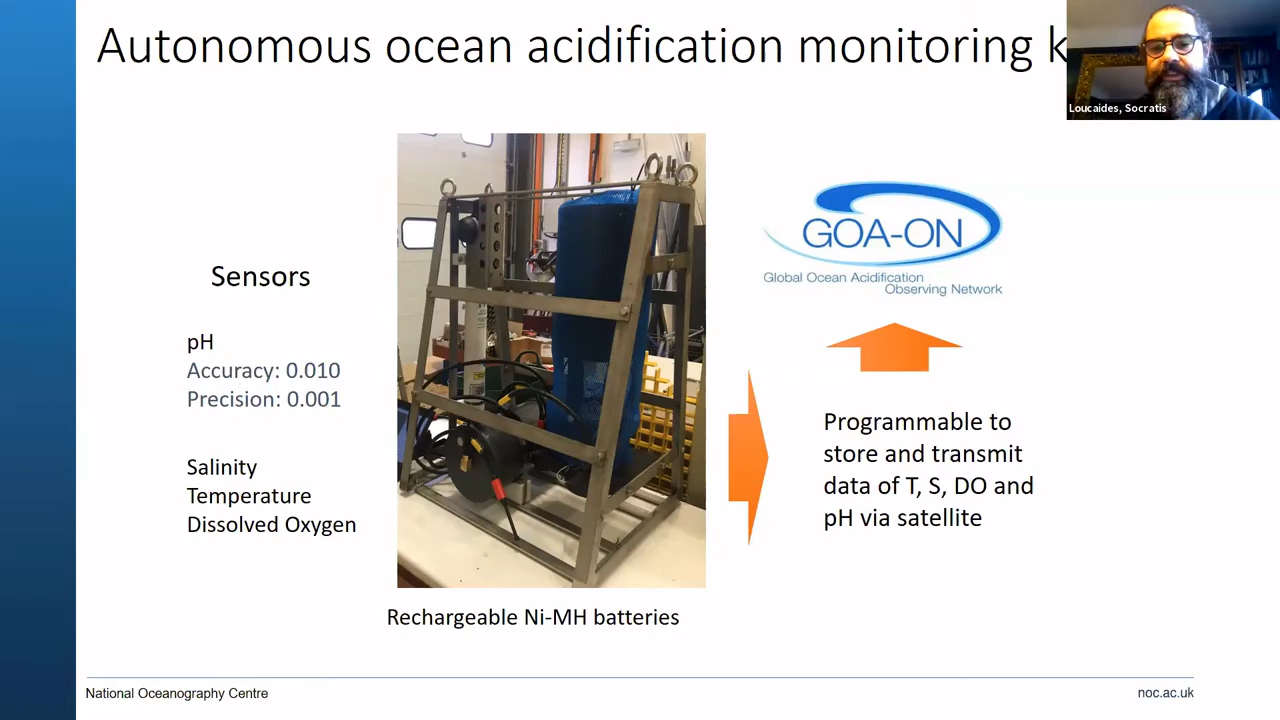 Autonomous ocean acidification monitoring k
Loucaides, Socratis
GOA-ON
Global Ocean Acidification
Observing Network
Sensors
pH
Accuracy: 0.010
Precision: 0.001
Salinity
Temperature
Dissolved Oxygen
Programmable to
store and transmit
data of T, S, DO and
pH via satellite
Rechargeable Ni-MH batteries
National Oceanography Centre
noc.ac.uk